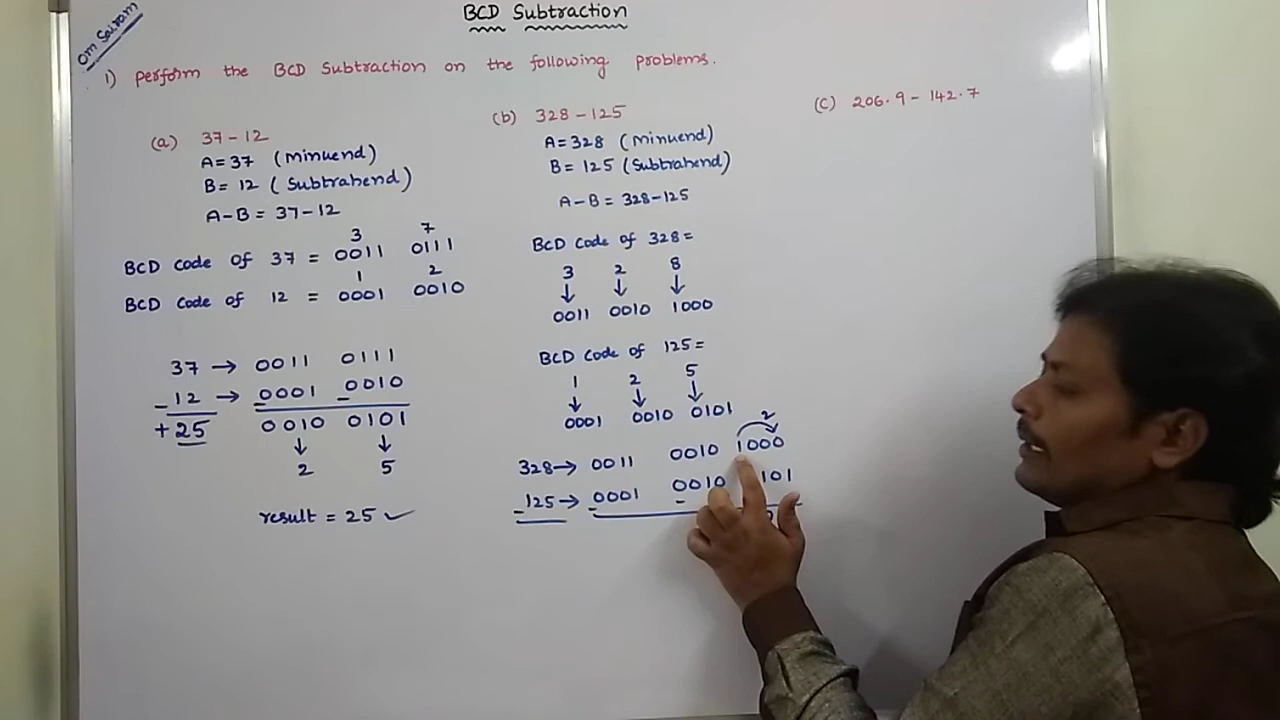 Om Sairam
BCD Subtraction
1) perform the BCD Subtraction on the following problems.
(a) 37-12
A=37 (Minuend)
B= 12 ( Subtrahend)
A-B = 37-12
3 7
BCD Code of 37 = 0011 0111
1 2
BCD Code of 12 = 0001 0010
37 → 0011 0111
- 12 → - 0001 - 0010
+ 25 0010 0101
↓ ↓
2 5
result = 25 ✓
(b) 328-125
A=328 (Minuend)
B= 125 (Subtrahend)
A-B = 328-125
BCD Code of 328=
3 2 8
↓ ↓ ↓
0011 0010 1000
BCD Code of 125=
1 2 5
↓ ↓ ↓
0001 0010 0101
2
328→ 0011 0010 1000
- 125→ - 0001 - 0010 101
(C) 206.9-142.7